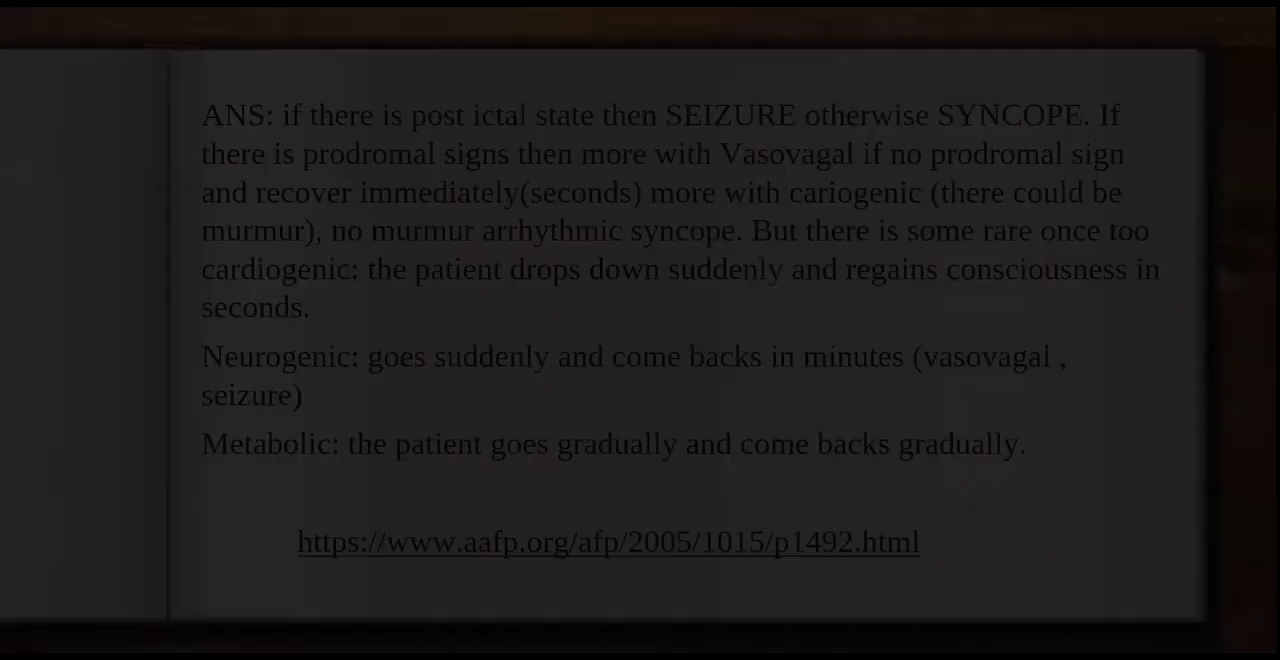 ANS: if there is post ictal state then SEIZURE otherwise SYNCOPE. If
there is prodromal signs then more with Vasovagal if no prodromal sign
and recover immediately(seconds) more with cariogenic (there could be
murmur), no murmur arrhythmic syncope. But there is some rare once too
cardiogenic: the patient drops down suddenly and regains consciousness in
seconds.
Neurogenic: goes suddenly and come backs in minutes (vasovagal ,
seizure)
Metabolic: the patient goes gradually and come backs gradually.
https://www.aafp.org/afp/2005/1015/p1492.html